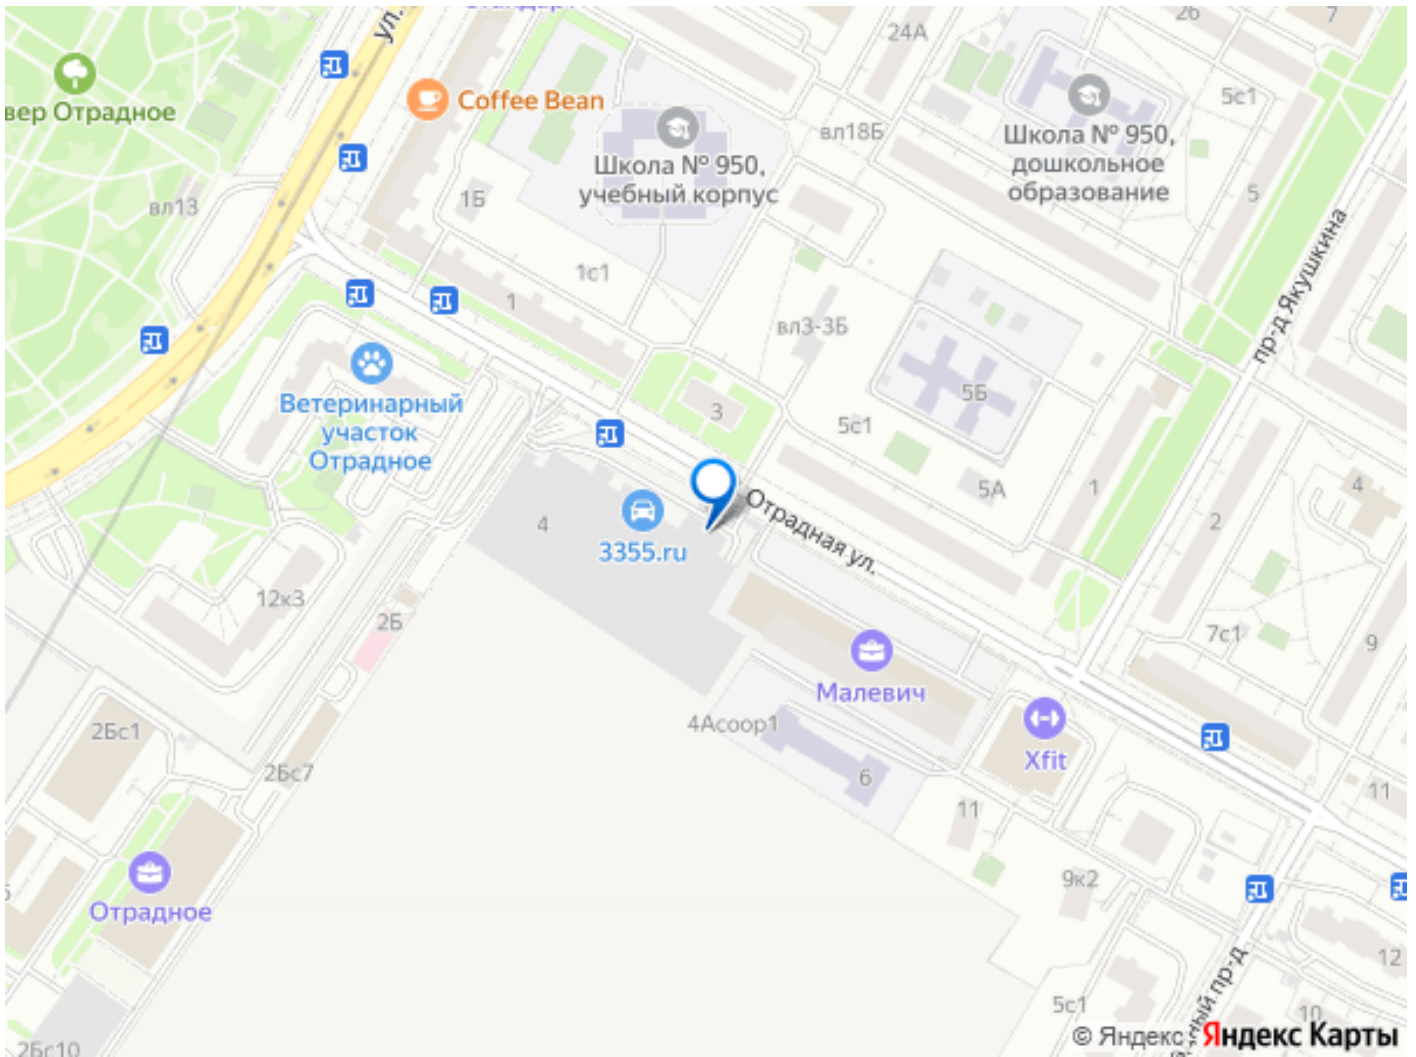 Стандарт
ул.
26
7
24А
вер Отрадное
Coffee Bean
5с1
вл18Б
Школа № 950,
учебный корпус
Школа № 950,
дошкольное
образование
1Б
вл13
5
1с1
1
вл3-3Б
пр-д Якушкина
Ветеринарный
участок
Отрадное
3
5Б
5с1
5А
1
4
2
4
3355.ru
Отрадная ул.
12к3
2Б
7с1
9
Малевич
4Асоор1
Xfit
2Бс1
2Бс7
6
11
11
9к2
Отрадное
12
ный пр-д
5с1
10
2Бс10
© Яндекс
Яндекс Карты